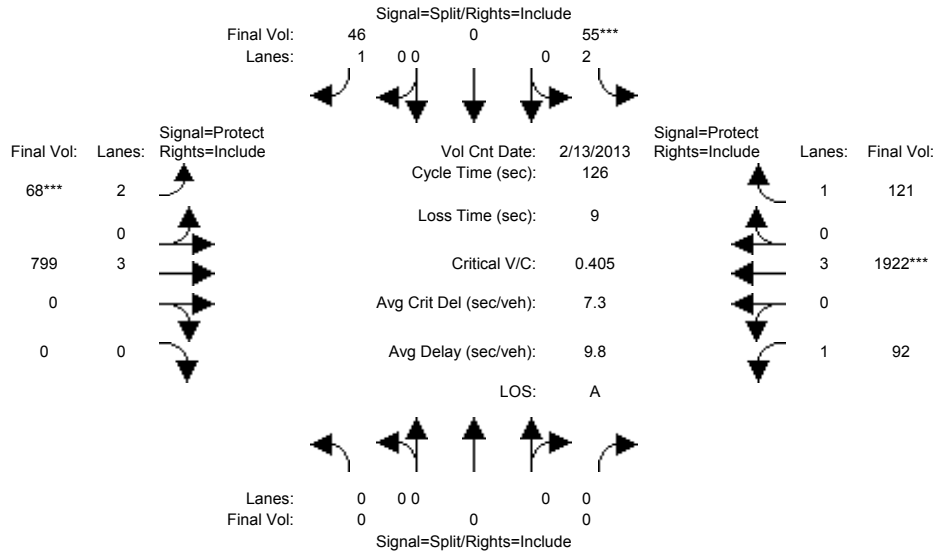 Signal=Split/Rights=Include
Final Vol: 46 0 55***
Lanes: 1 0 0 0 2
Signal=Protect
Final Vol: Lanes: Rights=Include
Vol Cnt Date: 2/13/2013
Signal=Protect
Rights=Include Lanes: Final Vol:
Cycle Time (sec): 126
68*** 2
1 121
Loss Time (sec): 9
0
0
799 3
Critical V/C: 0.405
3 1922***
0
Avg Crit Del (sec/veh): 7.3
0
0 0
Avg Delay (sec/veh): 9.8
1 92
LOS: A
Lanes: 0 0 0 0 0
Final Vol: 0 0 0
Signal=Split/Rights=Include